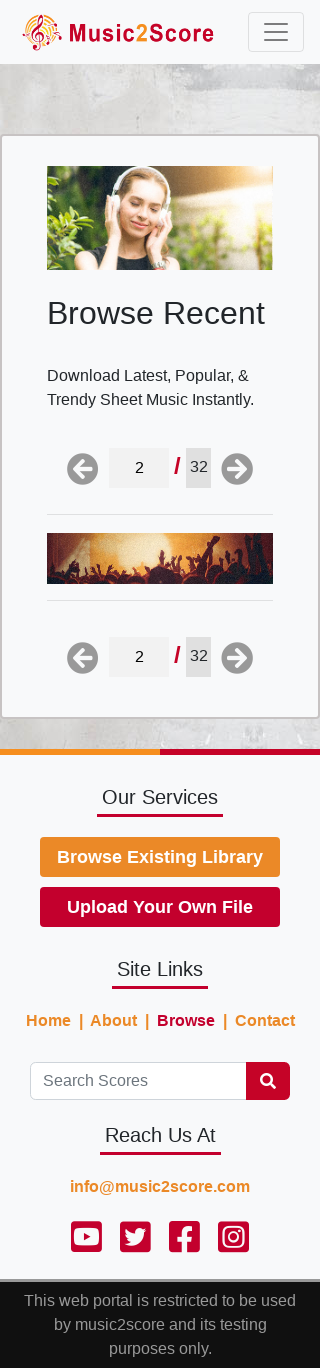 Music2Score
Browse Recent
Download Latest, Popular, &
Trendy Sheet Music Instantly.
2 / 32
2 / 32
Our Services
Browse Existing Library
Upload Your Own File
Site Links
Home | About | Browse | Contact
Search Scores
Reach Us At
info@music2score.com
This web portal is restricted to be used
by music2score and its testing
purposes only.